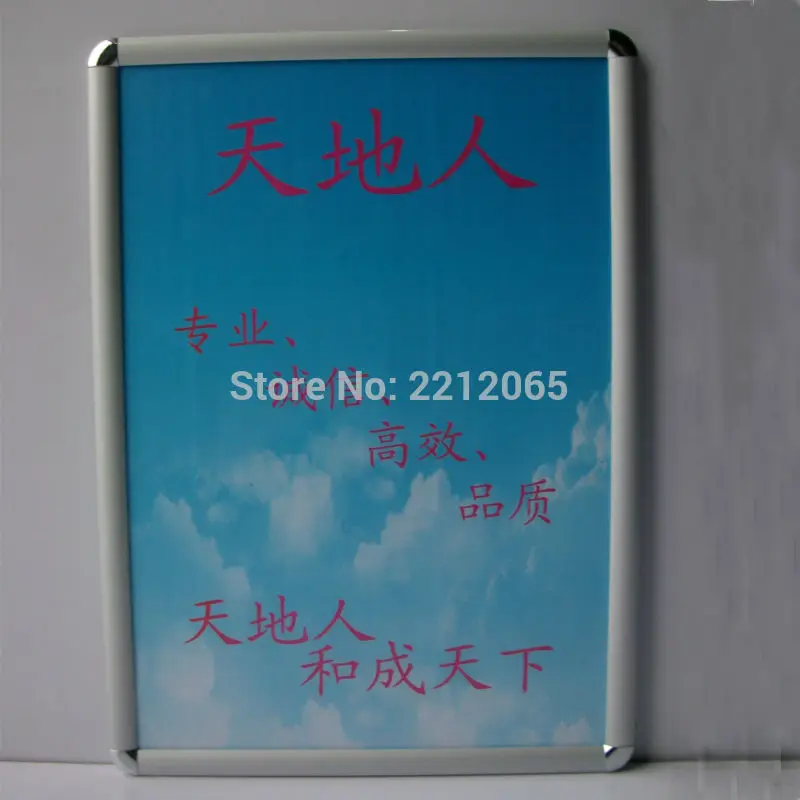 天地人
专业、
诚信、
Store No: 2212065
高效、
品质
天地人
和成天下